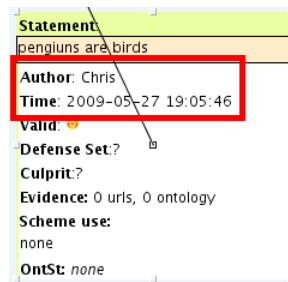 Statement:
pengiuns are birds
Author: Chris
Time: 2009-05-27 19:05:46
Valid:
Defense Set:?
Culprit:?
Evidence: 0 urls, 0 ontology
Scheme use:
none
OntSt: none